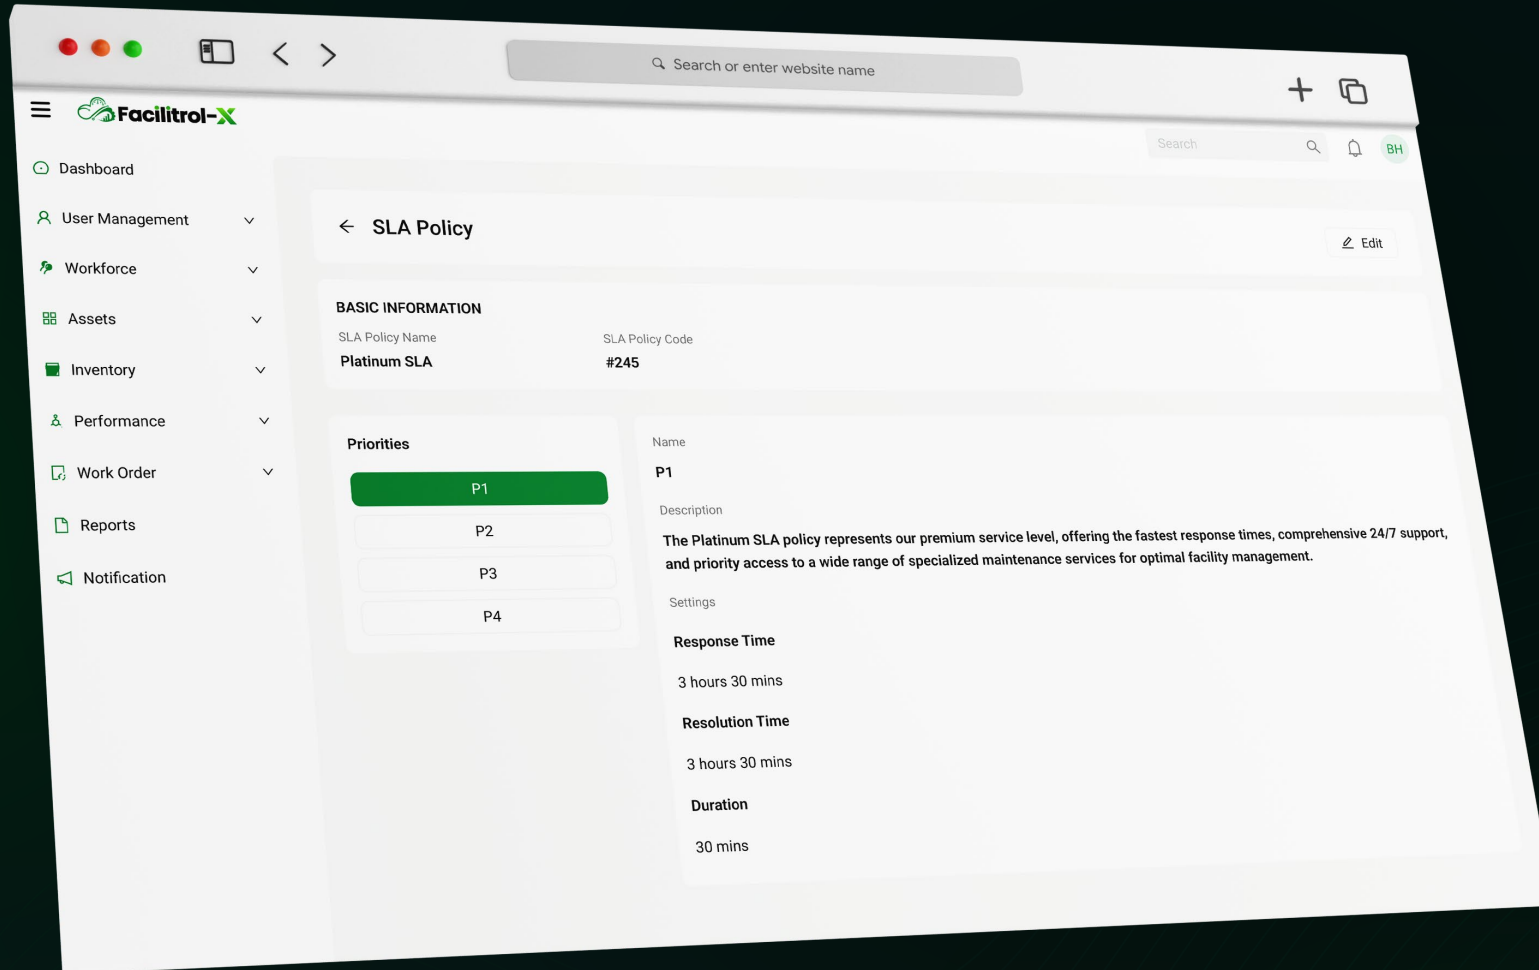 Search or enter website name
Facilitrol-X
Search
BH
Dashboard
User Management
Workforce
Assets
Inventory
Performance
Work Order
Reports
Notification
SLA Policy
Edit
BASIC INFORMATION
SLA Policy Name
SLA Policy Code
Platinum SLA
#245
Priorities
P1
P2
P3
P4
Name
P1
Description
The Platinum SLA policy represents our premium service level, offering the fastest response times, comprehensive 24/7 support,
and priority access to a wide range of specialized maintenance services for optimal facility management.
Settings
Response Time
3 hours 30 mins
Resolution Time
3 hours 30 mins
Duration
30 mins